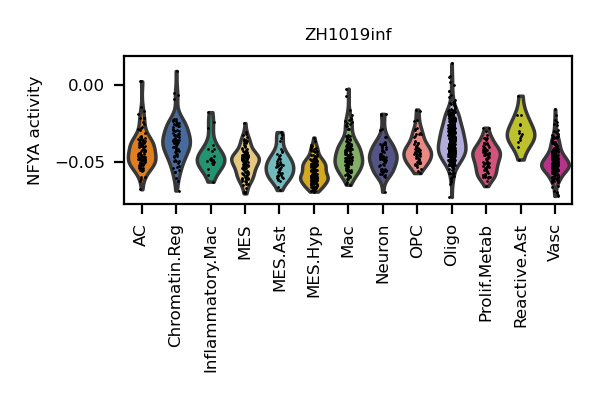 ZH1019inf
NFYA activity
0.00
−0.05
AC
Chromatin.Reg
Inflammatory.Mac
MES
MES.Ast
MES.Hyp
Mac
Neuron
OPC
Oligo
Prolif.Metab
Reactive.Ast
Vasc